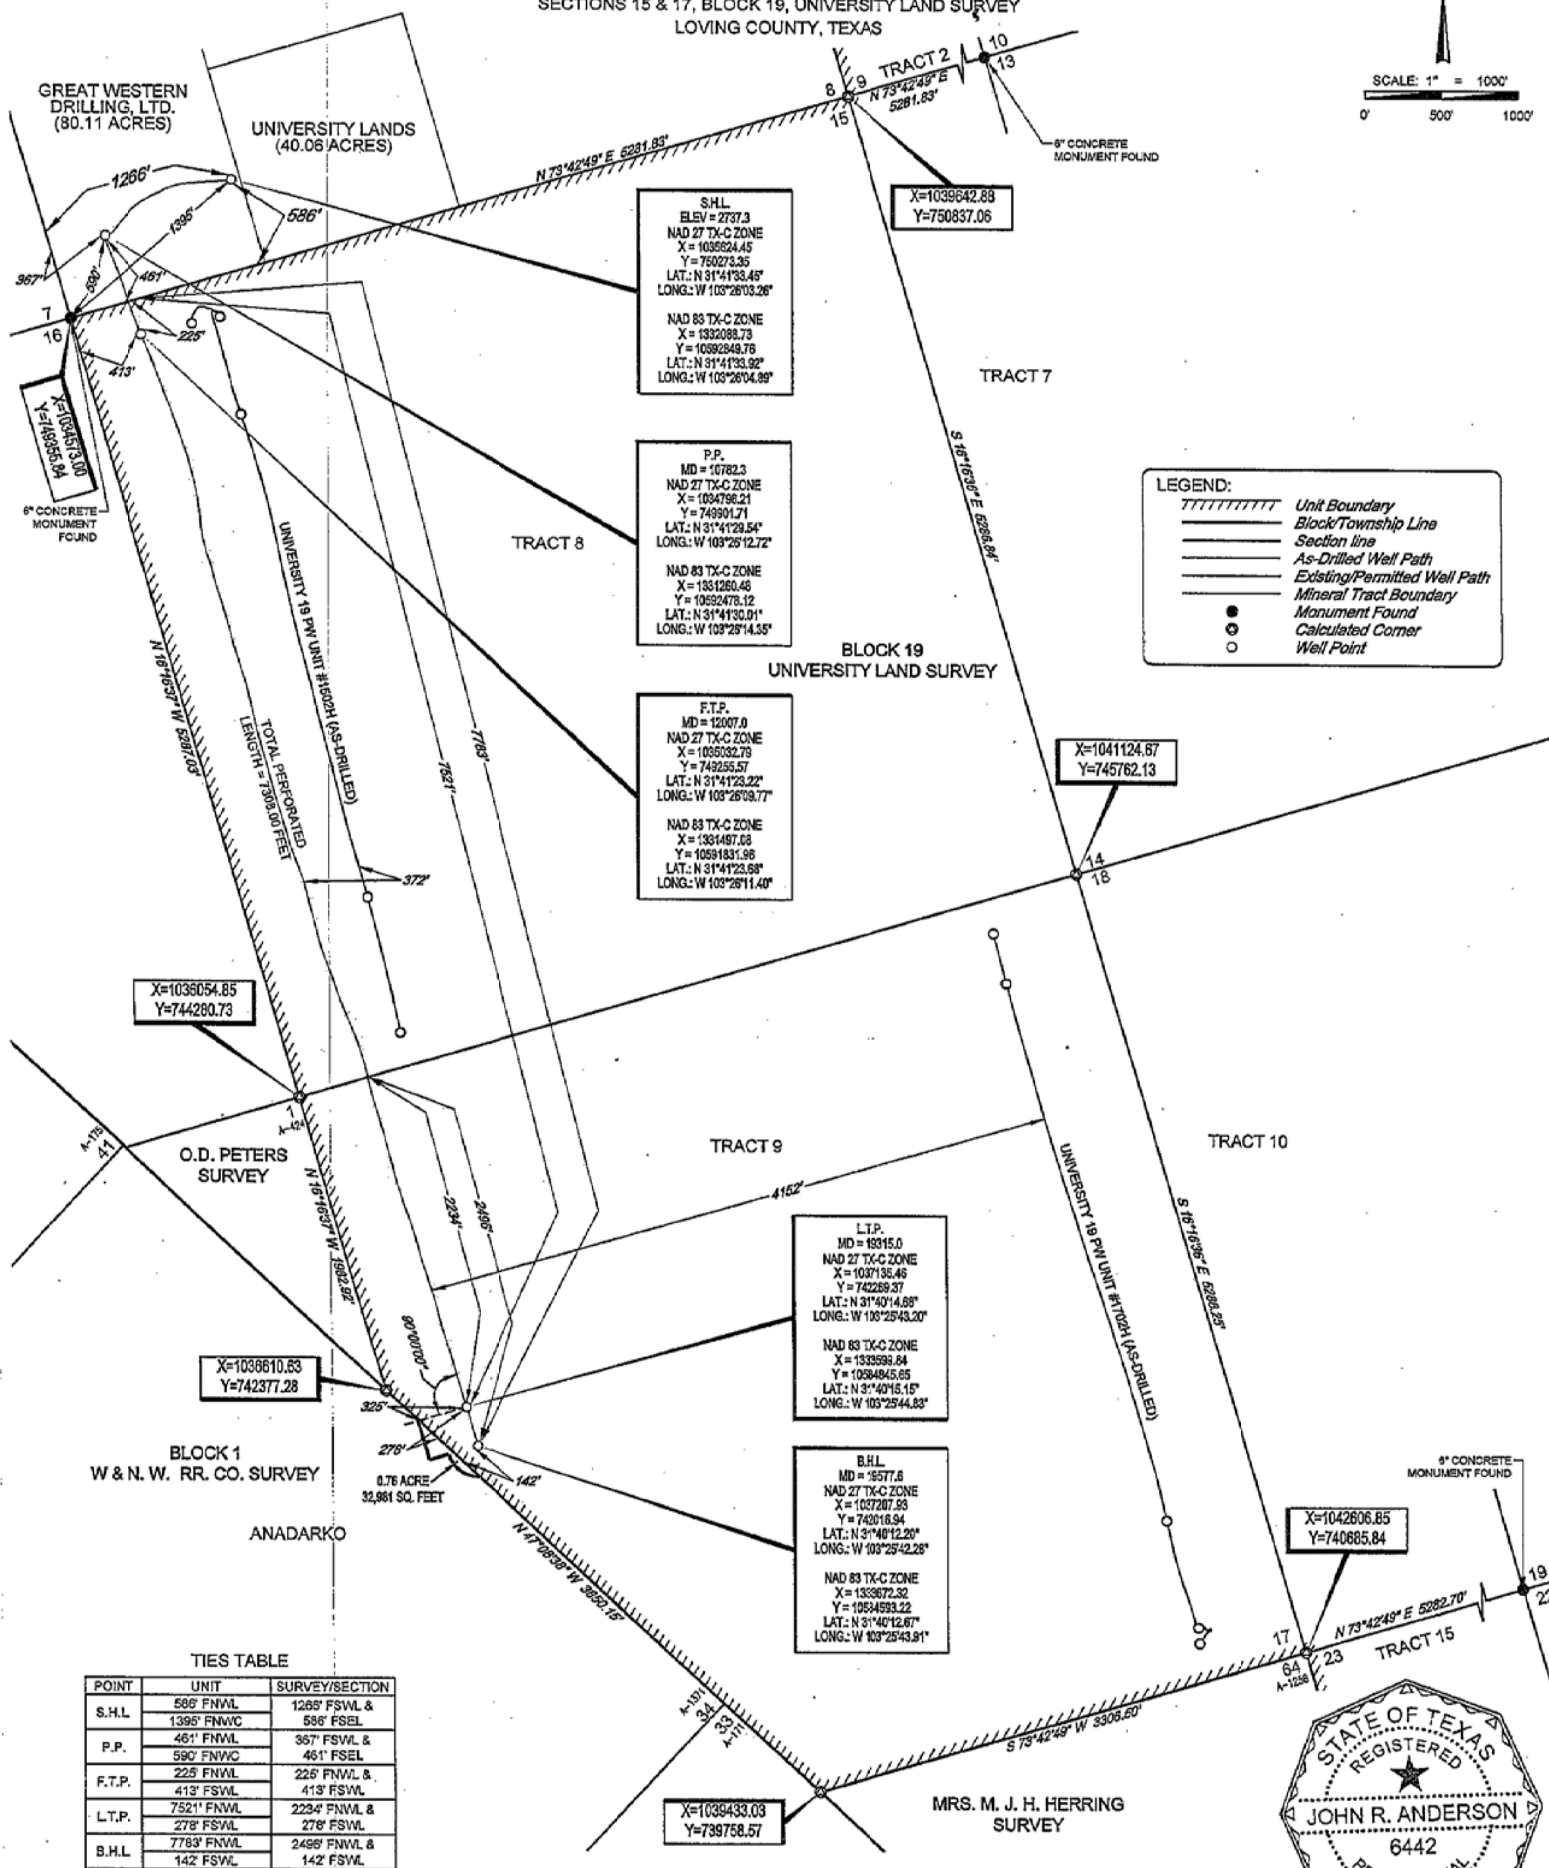 SECTIONS 15 & 17, BLOCK 19, UNIVERSITY LAND SURVEY
LOVING COUNTY, TEXAS
SCALE: 1" = 1000'
0' 500' 1000'
GREAT WESTERN
DRILLING, LTD.
(80.11 ACRES)
UNIVERSITY LANDS
(40.06 ACRES)
TRACT 2
N 73°42'49" E
5281.83'
10
13
8
9
15
6" CONCRETE
MONUMENT FOUND
N 73°42'49" E 5281.83'
X=1039642.88
Y=750837.06
1266'
1395'
586'
367'
590'
461'
225'
413'
7
16
X=1034573.00
Y=749355.84
6" CONCRETE
MONUMENT
FOUND
S.H.L.
ELEV = 2737.3
NAD 27 TX-C ZONE
X = 1035624.45
Y = 750273.35
LAT.: N 31°41'33.45"
LONG.: W 103°26'03.26"
NAD 83 TX-C ZONE
X = 1332088.73
Y = 10592849.76
LAT.: N 31°41'33.92"
LONG.: W 103°26'04.89"
P.P.
MD = 10782.3
NAD 27 TX-C ZONE
X = 1034796.21
Y = 749901.71
LAT.: N 31°41'29.54"
LONG.: W 103°26'12.72"
NAD 83 TX-C ZONE
X = 1331260.48
Y = 10592478.12
LAT.: N 31°41'30.01"
LONG.: W 103°26'14.35"
F.T.P.
MD = 12007.0
NAD 27 TX-C ZONE
X = 1035032.79
Y = 749255.57
LAT.: N 31°41'23.22"
LONG.: W 103°26'09.77"
NAD 83 TX-C ZONE
X = 1331497.08
Y = 10591831.96
LAT.: N 31°41'23.68"
LONG.: W 103°26'11.40"
TRACT 7
TRACT 8
S 16°16'36" E 5286.84'
LEGEND:
Unit Boundary
Block/Township Line
Section line
As-Drilled Well Path
Existing/Permitted Well Path
Mineral Tract Boundary
Monument Found
Calculated Corner
Well Point
BLOCK 19
UNIVERSITY LAND SURVEY
N 16°16'37" W 5287.03'
UNIVERSITY 19 PW UNIT #1502H (AS-DRILLED)
TOTAL PERFORATED
LENGTH = 7308.00 FEET
7521'
7783'
372'
X=1041124.67
Y=745762.13
14
18
X=1036054.85
Y=744280.73
1
A-424
A-175
41
O.D. PETERS
SURVEY
N 16°16'37" W 1982.92'
TRACT 9
TRACT 10
2234'
2496'
4152'
UNIVERSITY 19 PW UNIT #1702H (AS-DRILLED)
S 16°16'36" E 5286.25'
L.T.P.
MD = 19315.0
NAD 27 TX-C ZONE
X = 1037135.46
Y = 742269.37
LAT.: N 31°40'14.68"
LONG.: W 103°25'43.20"
NAD 83 TX-C ZONE
X = 1333599.84
Y = 10584845.65
LAT.: N 31°40'15.15"
LONG.: W 103°25'44.83"
B.H.L.
MD = 19577.6
NAD 27 TX-C ZONE
X = 1037207.93
Y = 742016.94
LAT.: N 31°40'12.20"
LONG.: W 103°25'42.28"
NAD 83 TX-C ZONE
X = 1333672.32
Y = 10584593.22
LAT.: N 31°40'12.67"
LONG.: W 103°25'43.91"
X=1036610.63
Y=742377.28
90°00'00"
325'
278'
142'
0.76 ACRE
32,981 SQ. FEET
BLOCK 1
W & N. W. RR. CO. SURVEY
ANADARKO
N 47°08'38" W 3850.15'
6" CONCRETE
MONUMENT FOUND
X=1042606.85
Y=740685.84
19
17
64
A-1256
23
N 73°42'49" E 5282.70'
TRACT 15
S 73°42'49" W 3306.60'
34
33
X=1039433.03
Y=739758.57
MRS. M. J. H. HERRING
SURVEY
TIES TABLE
POINT UNIT SURVEY/SECTION
S.H.L 586' FNWL 1266' FSWL &
1395' FNWC 586' FSEL
P.P. 461' FNWL 367' FSWL &
590' FNWC 461' FSEL
F.T.P. 225' FNWL 225' FNWL &
413' FSWL 413' FSWL
L.T.P. 7521' FNWL 2234' FNWL &
278' FSWL 278' FSWL
B.H.L 7783' FNWL 2496' FNWL &
142' FSWL 142' FSWL
STATE OF TEXAS
REGISTERED
JOHN R. ANDERSON
6442